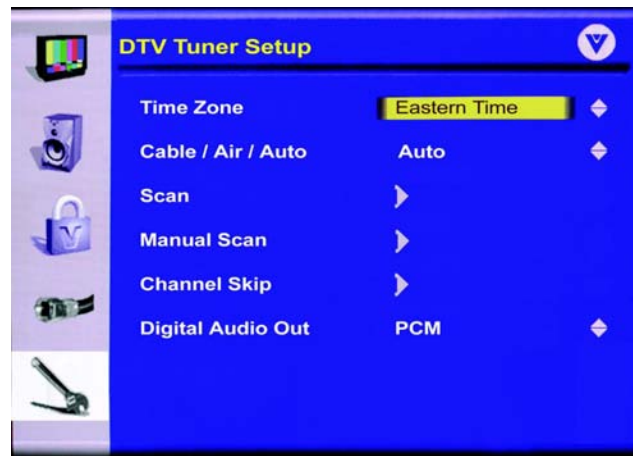 DTV Tuner Setup
V
Time Zone Eastern Time
Cable / Air / Auto Auto
Scan
Manual Scan
Channel Skip
Digital Audio Out PCM
V